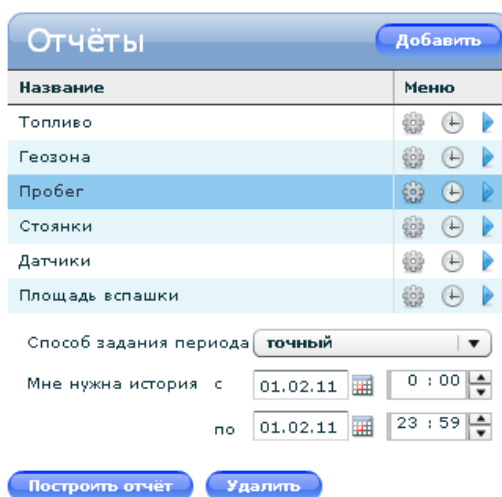 Отчёты Добавить
Название Меню
Топливо
Геозона
Пробег
Стоянки
Датчики
Площадь вспашки
Способ задания периода точный
Мне нужна история с 01.02.11 0 : 00
по 01.02.11 23 : 59
Построить отчёт Удалить